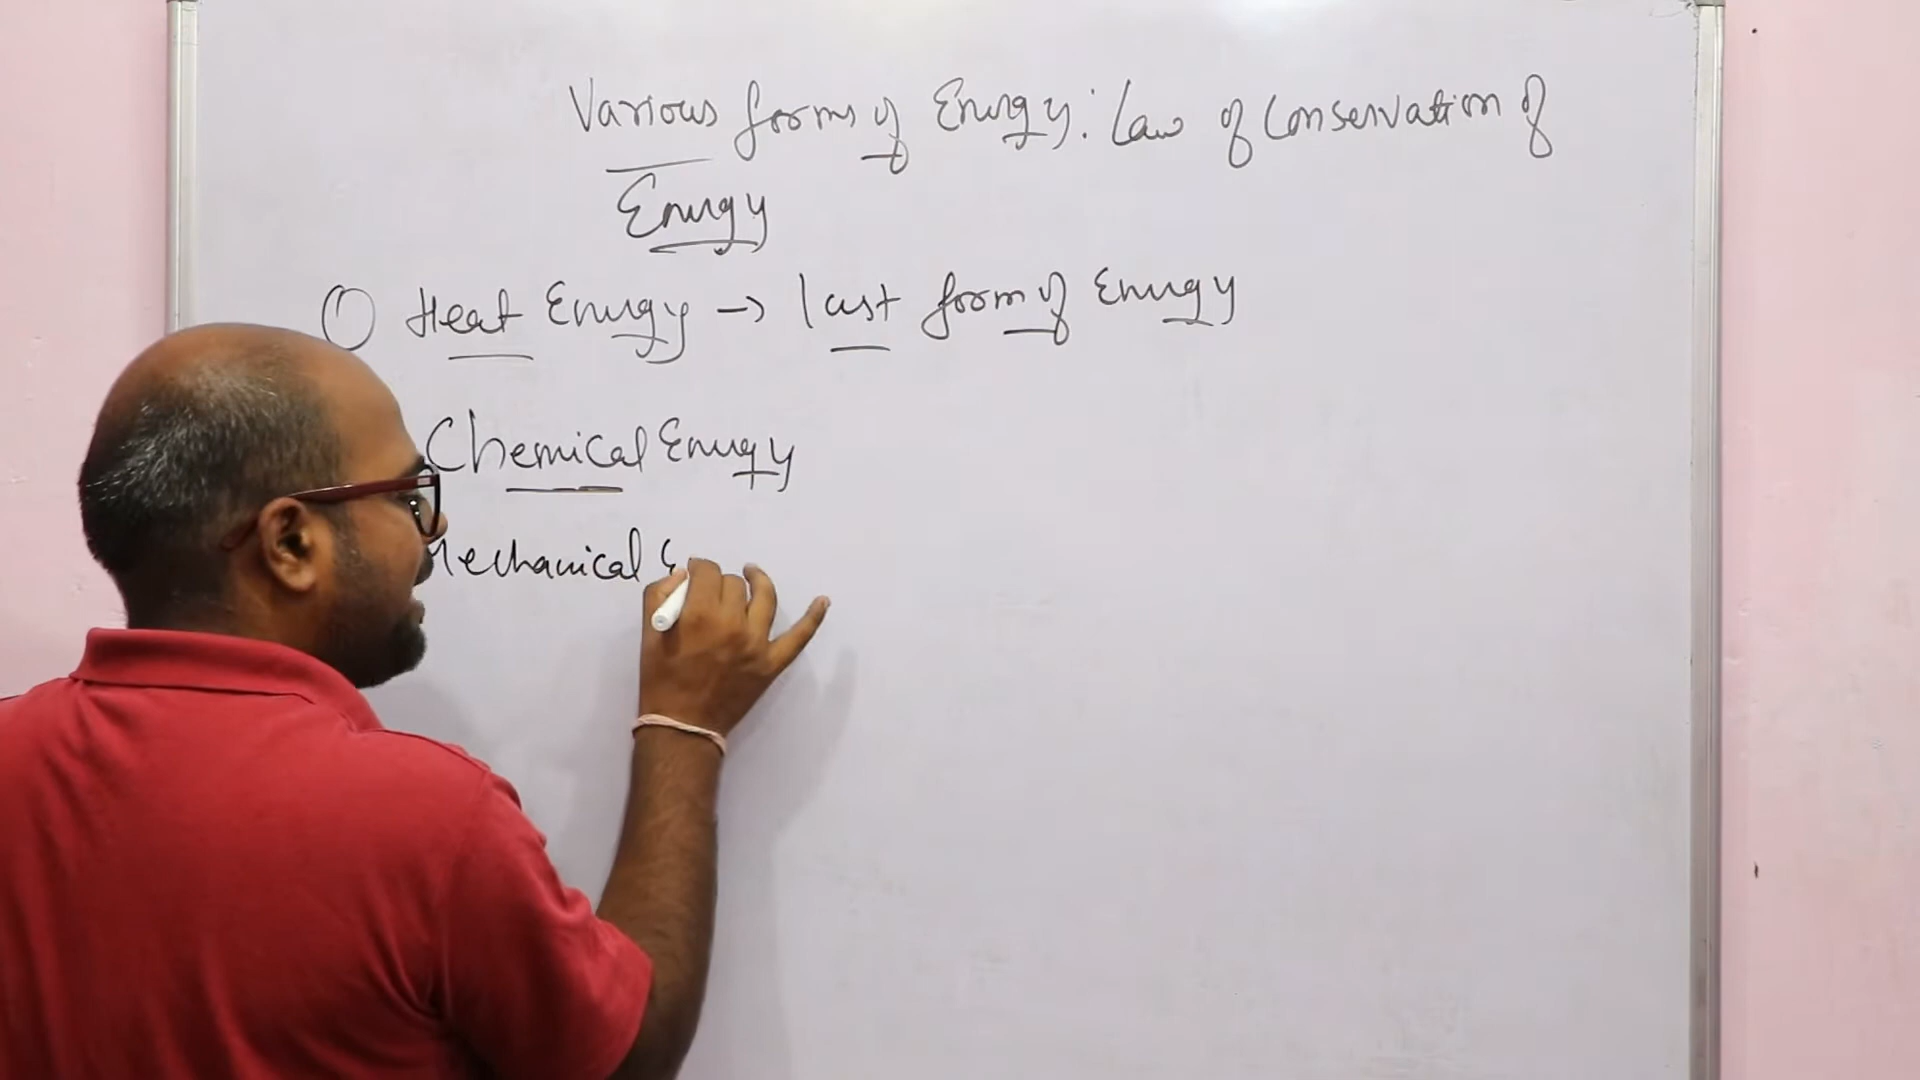 Various forms of Energy: Law of Conservation of
Energy
① Heat Energy → last form of Energy
Chemical Energy
Mechanical E